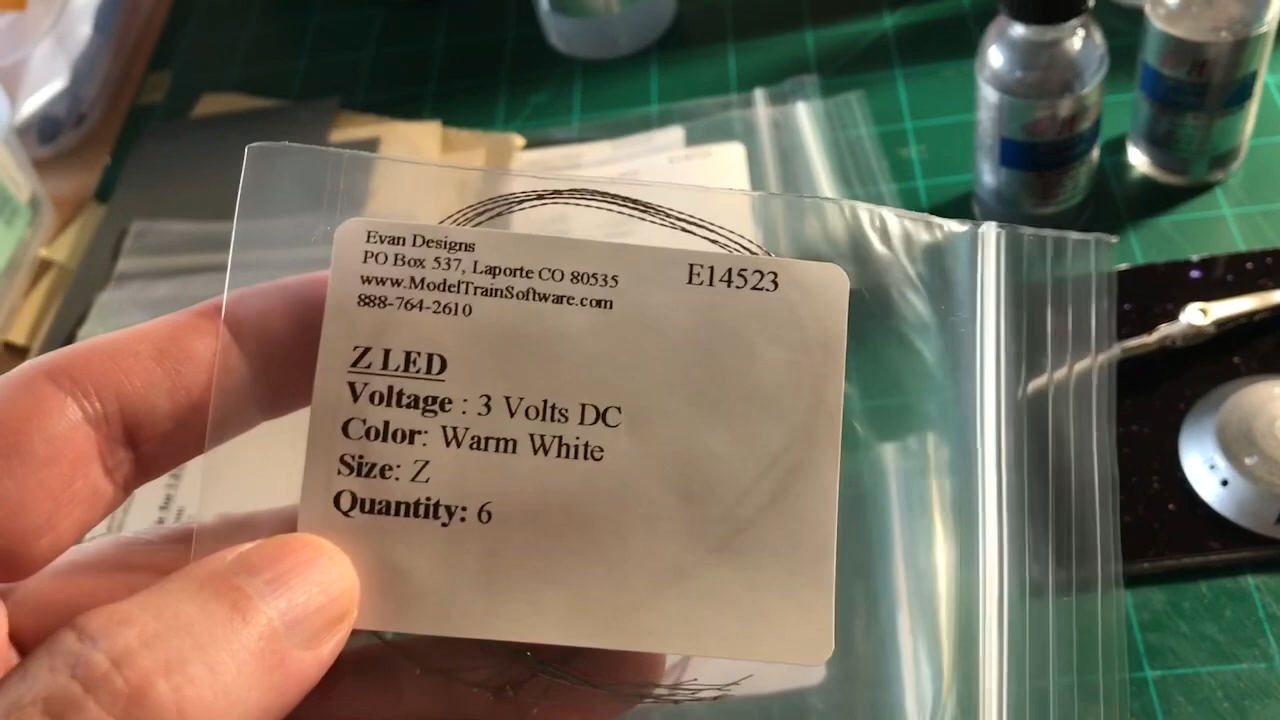 Evan Designs
PO Box 537, Laporte CO 80535
www.ModelTrainSoftware.com
888-764-2610
E14523
Z LED
Voltage : 3 Volts DC
Color: Warm White
Size: Z
Quantity: 6